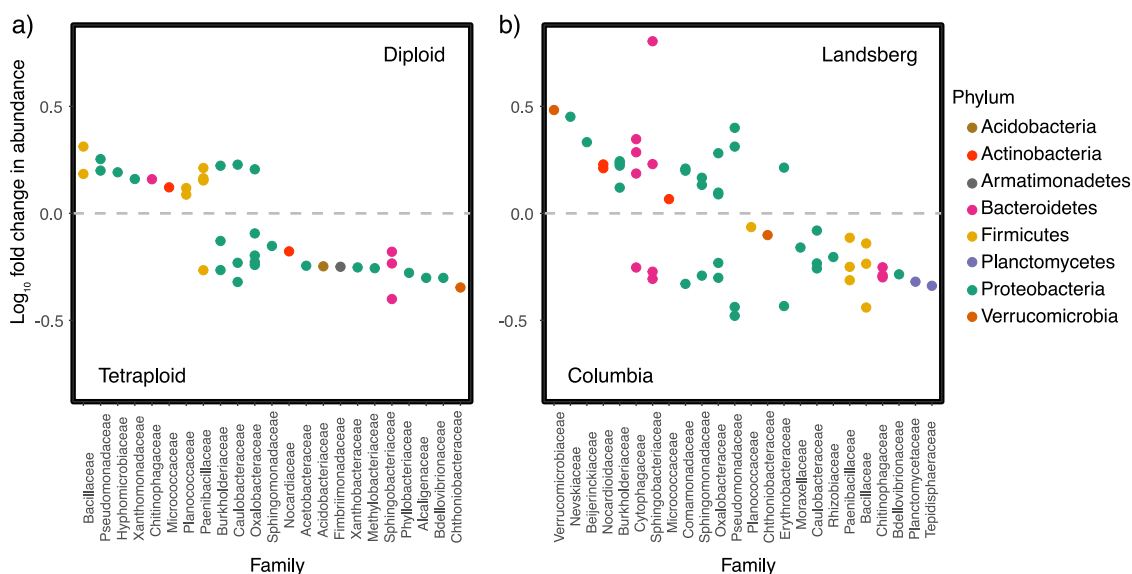 a)
Diploid
Tetraploid
Log10 fold change in abundance
0.5
0.0
-0.5
Bacillaceae
Pseudomonadaceae
Hyphomicrobiaceae
Xanthomonadaceae
Chitinophagaceae
Micrococcaceae
Planococcaceae
Paenibacillaceae
Burkholderiaceae
Caulobacteraceae
Oxalobacteraceae
Sphingomonadaceae
Nocardiaceae
Acetobacteraceae
Acidobacteriaceae
Fimbriimonadaceae
Xanthobacteraceae
Methylobacteriaceae
Sphingobacteriaceae
Phyllobacteriaceae
Alcaligenaceae
Bdellovibrionaceae
Chthoniobacteraceae
Family
b)
Landsberg
Columbia
0.5
0.0
-0.5
Verrucomicrobiaceae
Nevskiaceae
Beijerinckiaceae
Nocardioidaceae
Burkholderiaceae
Cytophagaceae
Sphingobacteriaceae
Micrococcaceae
Comamonadaceae
Sphingomonadaceae
Oxalobacteraceae
Pseudomonadaceae
Planococcaceae
Chthoniobacteraceae
Erythrobacteraceae
Moraxellaceae
Caulobacteraceae
Rhizobiaceae
Paenibacillaceae
Bacillaceae
Chitinophagaceae
Bdellovibrionaceae
Planctomycetaceae
Tepidisphaeraceae
Family
Phylum
Acidobacteria
Actinobacteria
Armatimonadetes
Bacteroidetes
Firmicutes
Planctomycetes
Proteobacteria
Verrucomicrobia